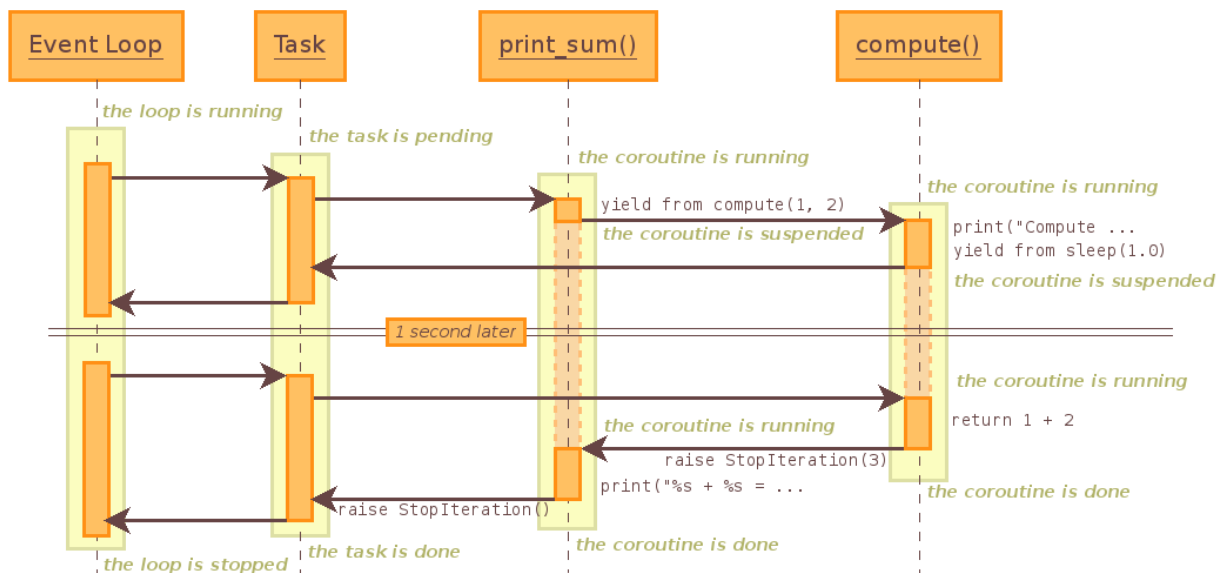 Event Loop
Task
print_sum()
compute()
the loop is running
the task is pending
the coroutine is running
the coroutine is running
yield from compute(1, 2)
print("Compute ...
the coroutine is suspended
yield from sleep(1.0)
the coroutine is suspended
1 second later
the coroutine is running
return 1 + 2
the coroutine is running
raise StopIteration(3)
print("%s + %s = ...
the coroutine is done
raise StopIteration()
the coroutine is done
the task is done
the loop is stopped